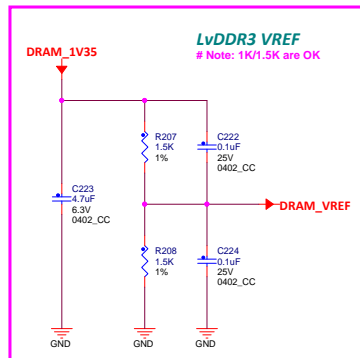 LvDDR3 VREF
# Note: 1K/1.5K are OK
DRAM_1V35
R207
1.5K
1%
C222
0.1uF
25V
0402_CC
C223
4.7uF
6.3V
0402_CC
DRAM_VREF
R208
1.5K
1%
C224
0.1uF
25V
0402_CC
GND
GND
GND